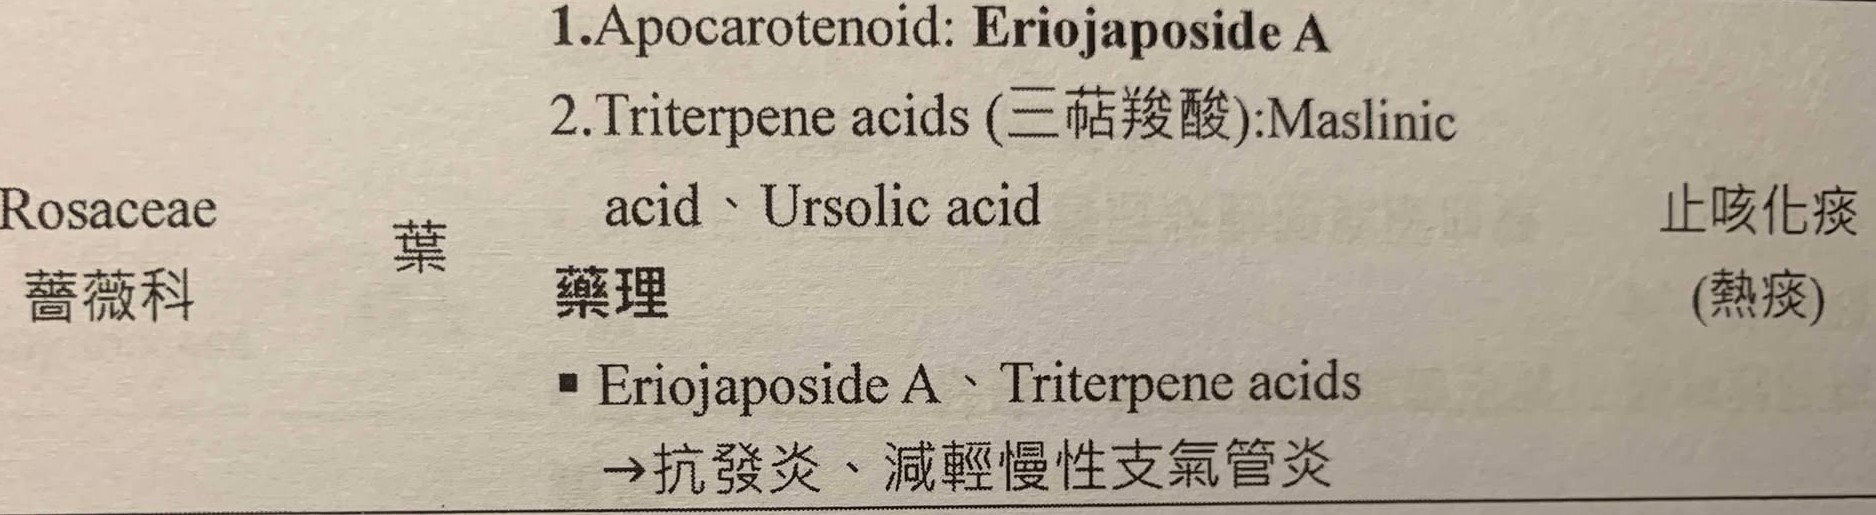 1.Apocarotenoid: Eriojaposide A
2.Triterpene acids (三萜羧酸):Maslinic
acid、Ursolic acid
Rosaceae
薔薇科
葉
藥理
▪ Eriojaposide A、Triterpene acids
→抗發炎、減輕慢性支氣管炎
止咳化痰
(熱痰)